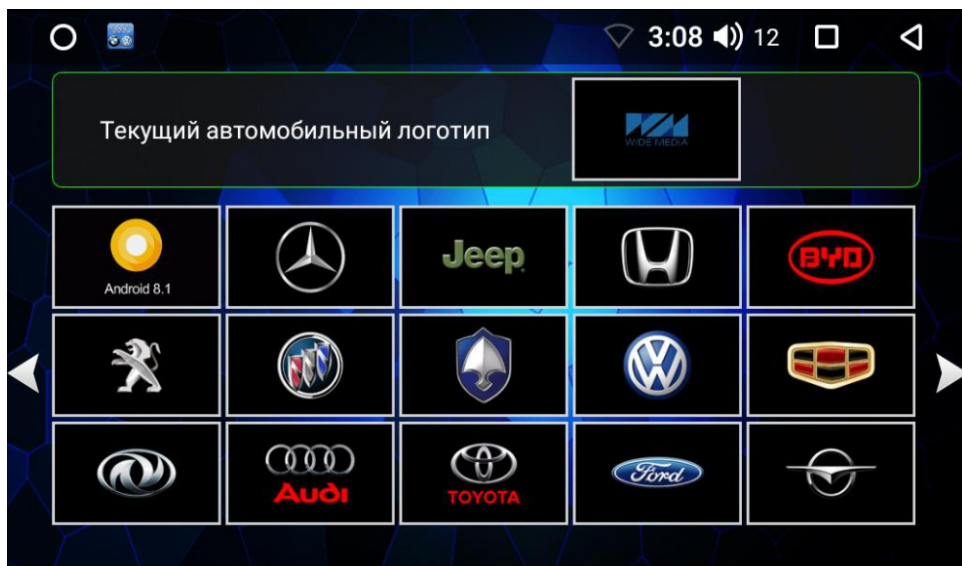 3:08 12
Текущий автомобильный логотип
WIDE MEDIA
Android 8.1
Jeep
BYD
Audi
TOYOTA
Ford